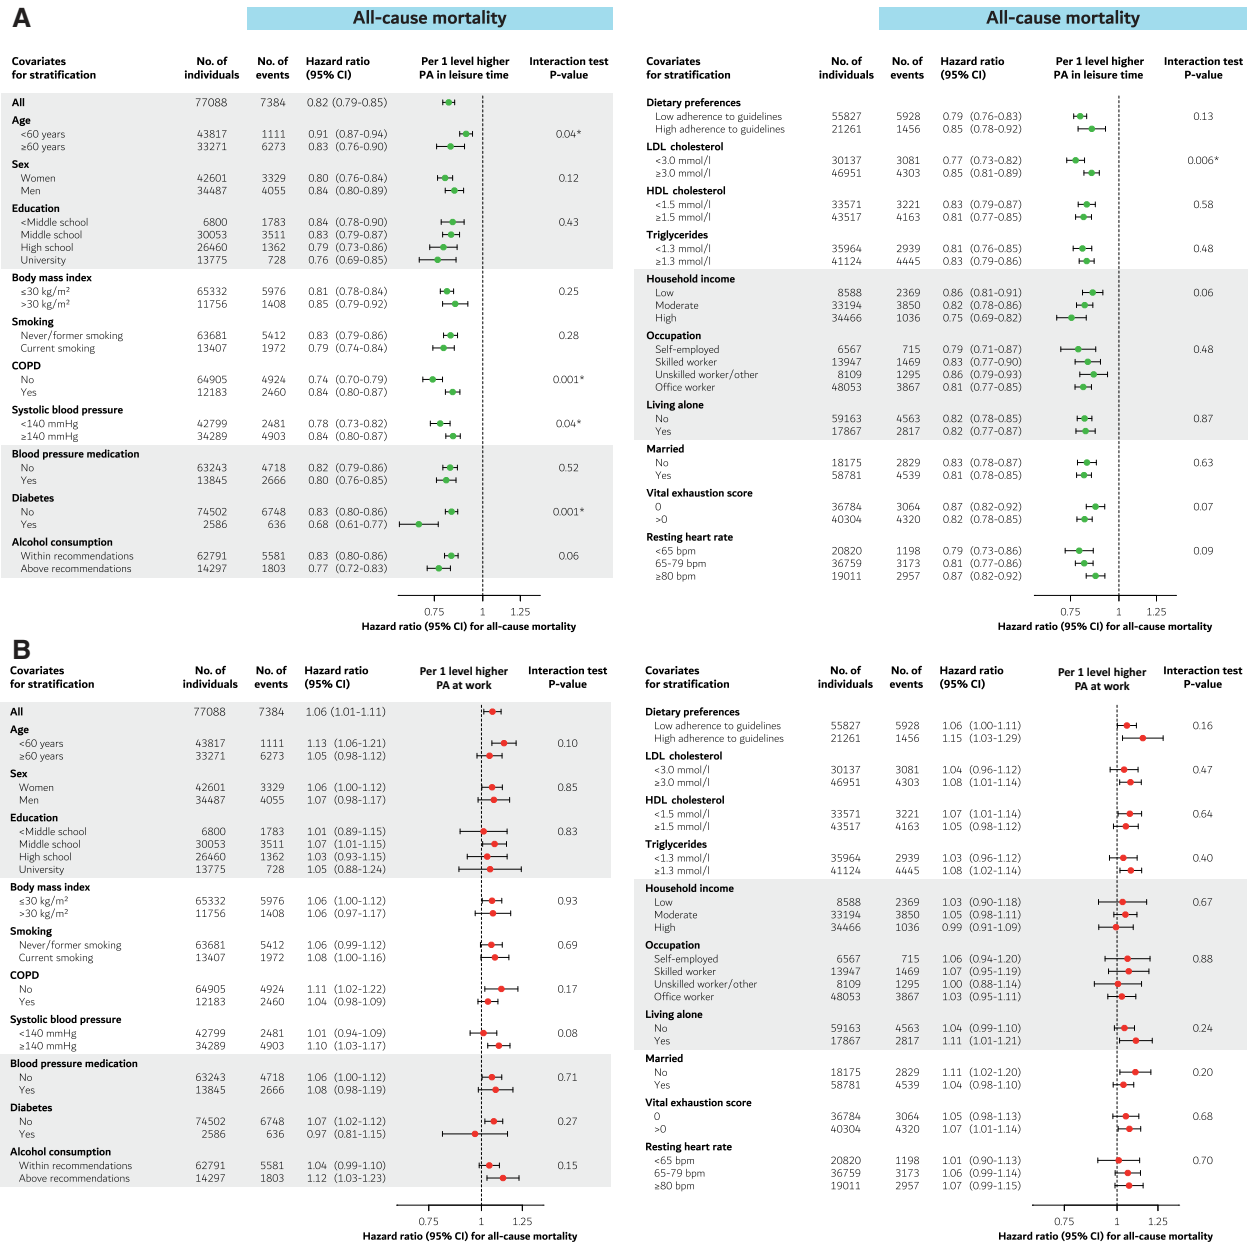 A
All-cause mortality
Covariates for stratification No. of individuals No. of events Hazard ratio (95% CI) Per 1 level higher PA in leisure time Interaction test P-value
All 77088 7384 0.82 (0.79-0.85)
Age
<60 years 43817 1111 0.91 (0.87-0.94) 0.04*
≥60 years 33271 6273 0.83 (0.76-0.90)
Sex
Women 42601 3329 0.80 (0.76-0.84) 0.12
Men 34487 4055 0.84 (0.80-0.89)
Education
<Middle school 6800 1783 0.84 (0.78-0.90) 0.43
Middle school 30053 3511 0.83 (0.79-0.87)
High school 26460 1362 0.79 (0.73-0.86)
University 13775 728 0.76 (0.69-0.85)
Body mass index
≤30 kg/m² 65332 5976 0.81 (0.78-0.84) 0.25
>30 kg/m² 11756 1408 0.85 (0.79-0.92)
Smoking
Never/former smoking 63681 5412 0.83 (0.79-0.86) 0.28
Current smoking 13407 1972 0.79 (0.74-0.84)
COPD
No 64905 4924 0.74 (0.70-0.79) 0.001*
Yes 12183 2460 0.84 (0.80-0.87)
Systolic blood pressure
<140 mmHg 42799 2481 0.78 (0.73-0.82) 0.04*
≥140 mmHg 34289 4903 0.84 (0.80-0.87)
Blood pressure medication
No 63243 4718 0.82 (0.79-0.86) 0.52
Yes 13845 2666 0.80 (0.76-0.85)
Diabetes
No 74502 6748 0.83 (0.80-0.86) 0.001*
Yes 2586 636 0.68 (0.61-0.77)
Alcohol consumption
Within recommendations 62791 5581 0.83 (0.80-0.86) 0.06
Above recommendations 14297 1803 0.77 (0.72-0.83)
0.75 1 1.25
Hazard ratio (95% CI) for all-cause mortality
All-cause mortality
Covariates for stratification No. of individuals No. of events Hazard ratio (95% CI) Per 1 level higher PA in leisure time Interaction test P-value
Dietary preferences
Low adherence to guidelines 55827 5928 0.79 (0.76-0.83) 0.13
High adherence to guidelines 21261 1456 0.85 (0.78-0.92)
LDL cholesterol
<3.0 mmol/l 30137 3081 0.77 (0.73-0.82) 0.006*
≥3.0 mmol/l 46951 4303 0.85 (0.81-0.89)
HDL cholesterol
<1.5 mmol/l 33571 3221 0.83 (0.79-0.87) 0.58
≥1.5 mmol/l 43517 4163 0.81 (0.77-0.85)
Triglycerides
<1.3 mmol/l 35964 2939 0.81 (0.76-0.85) 0.48
≥1.3 mmol/l 41124 4445 0.83 (0.79-0.86)
Household income
Low 8588 2369 0.86 (0.81-0.91) 0.06
Moderate 33194 3850 0.82 (0.78-0.86)
High 34466 1036 0.75 (0.69-0.82)
Occupation
Self-employed 6567 715 0.79 (0.71-0.87) 0.48
Skilled worker 13947 1469 0.83 (0.77-0.90)
Unskilled worker/other 8109 1295 0.86 (0.79-0.93)
Office worker 48053 3867 0.81 (0.77-0.85)
Living alone
No 59163 4563 0.82 (0.78-0.85) 0.87
Yes 17867 2817 0.82 (0.77-0.87)
Married
No 18175 2829 0.83 (0.78-0.87) 0.63
Yes 58781 4539 0.81 (0.78-0.85)
Vital exhaustion score
0 36784 3064 0.87 (0.82-0.92) 0.07
>0 40304 4320 0.82 (0.78-0.85)
Resting heart rate
<65 bpm 20820 1198 0.79 (0.73-0.86) 0.09
65-79 bpm 36759 3173 0.81 (0.77-0.86)
≥80 bpm 19011 2957 0.87 (0.82-0.92)
0.75 1 1.25
Hazard ratio (95% CI) for all-cause mortality
B
Covariates for stratification No. of individuals No. of events Hazard ratio (95% CI) Per 1 level higher PA at work Interaction test P-value
All 77088 7384 1.06 (1.01-1.11)
Age
<60 years 43817 1111 1.13 (1.06-1.21) 0.10
≥60 years 33271 6273 1.05 (0.98-1.12)
Sex
Women 42601 3329 1.06 (1.00-1.12) 0.85
Men 34487 4055 1.07 (0.98-1.17)
Education
<Middle school 6800 1783 1.01 (0.89-1.15) 0.83
Middle school 30053 3511 1.07 (1.01-1.15)
High school 26460 1362 1.03 (0.93-1.15)
University 13775 728 1.05 (0.88-1.24)
Body mass index
≤30 kg/m² 65332 5976 1.06 (1.00-1.12) 0.93
>30 kg/m² 11756 1408 1.06 (0.97-1.17)
Smoking
Never/former smoking 63681 5412 1.06 (0.99-1.12) 0.69
Current smoking 13407 1972 1.08 (1.00-1.16)
COPD
No 64905 4924 1.11 (1.02-1.22) 0.17
Yes 12183 2460 1.04 (0.98-1.09)
Systolic blood pressure
<140 mmHg 42799 2481 1.01 (0.94-1.09) 0.08
≥140 mmHg 34289 4903 1.10 (1.03-1.17)
Blood pressure medication
No 63243 4718 1.06 (1.00-1.12) 0.71
Yes 13845 2666 1.08 (0.98-1.19)
Diabetes
No 74502 6748 1.07 (1.02-1.12) 0.27
Yes 2586 636 0.97 (0.81-1.15)
Alcohol consumption
Within recommendations 62791 5581 1.04 (0.99-1.10) 0.15
Above recommendations 14297 1803 1.12 (1.03-1.23)
0.75 1 1.25
Hazard ratio (95% CI) for all-cause mortality
Covariates for stratification No. of individuals No. of events Hazard ratio (95% CI) Per 1 level higher PA at work Interaction test P-value
Dietary preferences
Low adherence to guidelines 55827 5928 1.06 (1.00-1.11) 0.16
High adherence to guidelines 21261 1456 1.15 (1.03-1.29)
LDL cholesterol
<3.0 mmol/l 30137 3081 1.04 (0.96-1.12) 0.47
≥3.0 mmol/l 46951 4303 1.08 (1.01-1.14)
HDL cholesterol
<1.5 mmol/l 33571 3221 1.07 (1.01-1.14) 0.64
≥1.5 mmol/l 43517 4163 1.05 (0.98-1.12)
Triglycerides
<1.3 mmol/l 35964 2939 1.03 (0.96-1.12) 0.40
≥1.3 mmol/l 41124 4445 1.08 (1.02-1.14)
Household income
Low 8588 2369 1.03 (0.90-1.18) 0.67
Moderate 33194 3850 1.05 (0.98-1.11)
High 34466 1036 0.99 (0.91-1.09)
Occupation
Self-employed 6567 715 1.06 (0.94-1.20) 0.88
Skilled worker 13947 1469 1.07 (0.95-1.19)
Unskilled worker/other 8109 1295 1.00 (0.88-1.14)
Office worker 48053 3867 1.03 (0.95-1.11)
Living alone
No 59163 4563 1.04 (0.99-1.10) 0.24
Yes 17867 2817 1.11 (1.01-1.21)
Married
No 18175 2829 1.11 (1.02-1.20) 0.20
Yes 58781 4539 1.04 (0.98-1.10)
Vital exhaustion score
0 36784 3064 1.05 (0.98-1.13) 0.68
>0 40304 4320 1.07 (1.01-1.14)
Resting heart rate
<65 bpm 20820 1198 1.01 (0.90-1.13) 0.70
65-79 bpm 36759 3173 1.06 (0.99-1.14)
≥80 bpm 19011 2957 1.07 (0.99-1.15)
0.75 1 1.25
Hazard ratio (95% CI) for all-cause mortality